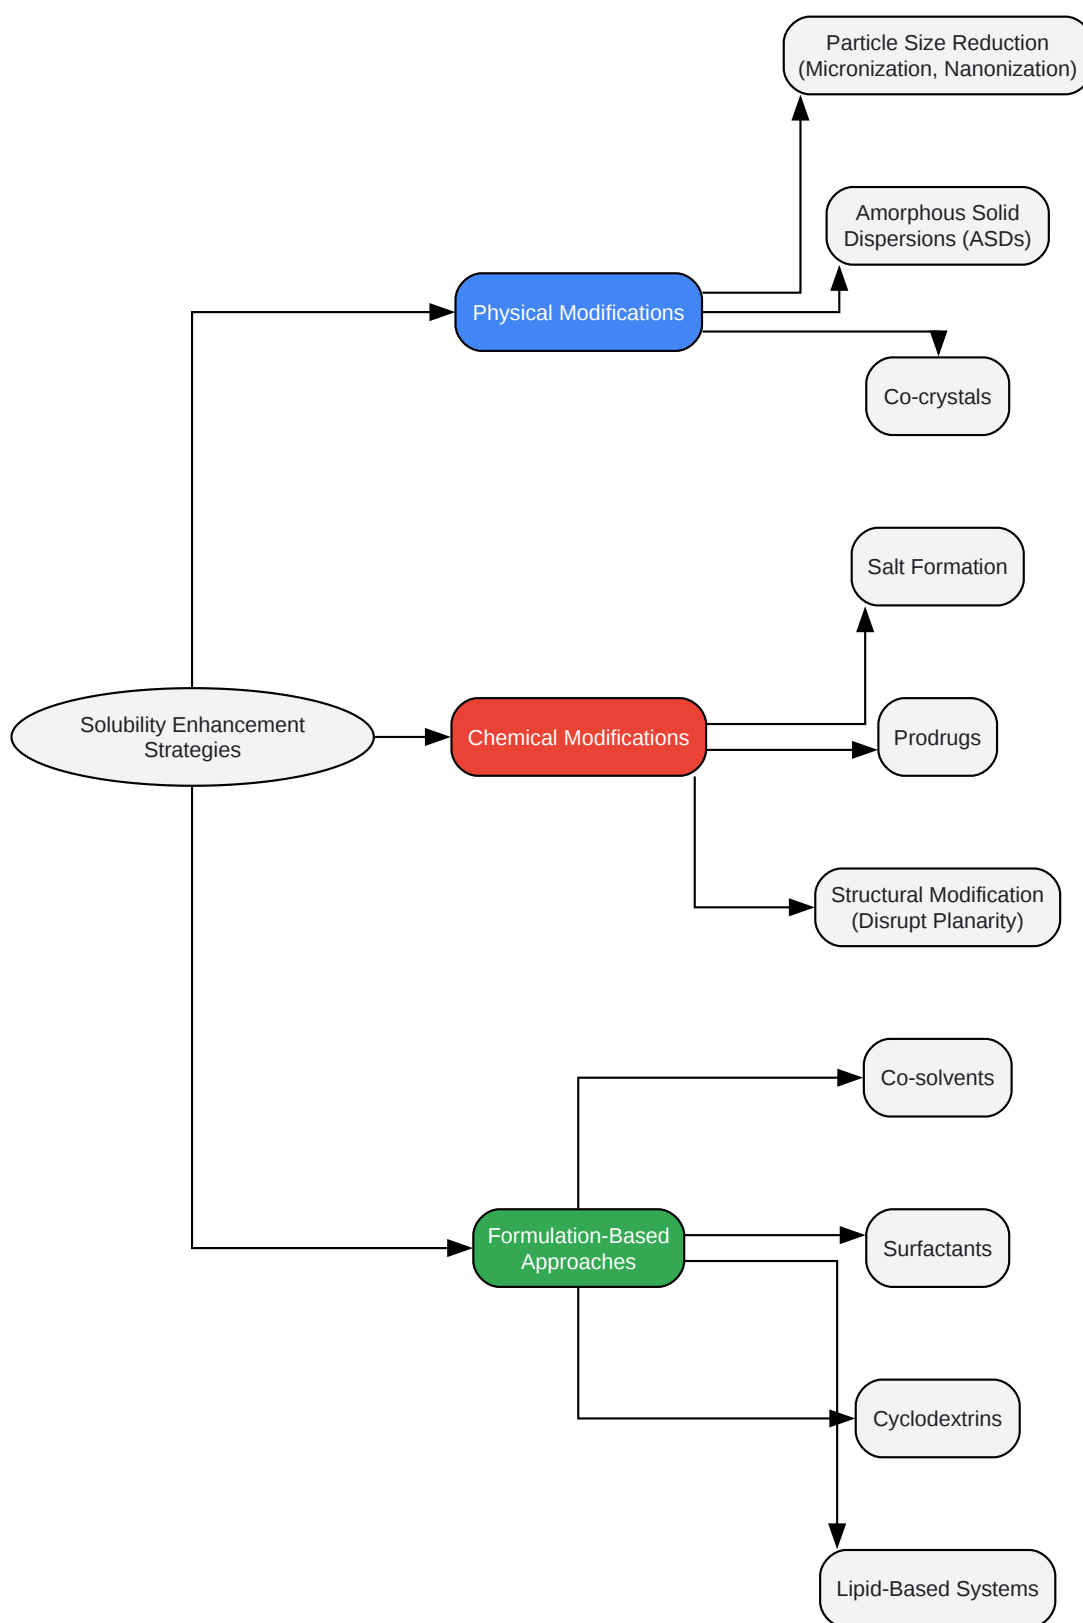 Particle Size Reduction
(Micronization, Nanonization)
Amorphous Solid
Dispersions (ASDs)
Physical Modifications
Co-crystals
Salt Formation
Solubility Enhancement
Strategies
Chemical Modifications
Prodrugs
Structural Modification
(Disrupt Planarity)
Co-solvents
Formulation-Based
Approaches
Surfactants
Cyclodextrins
Lipid-Based Systems